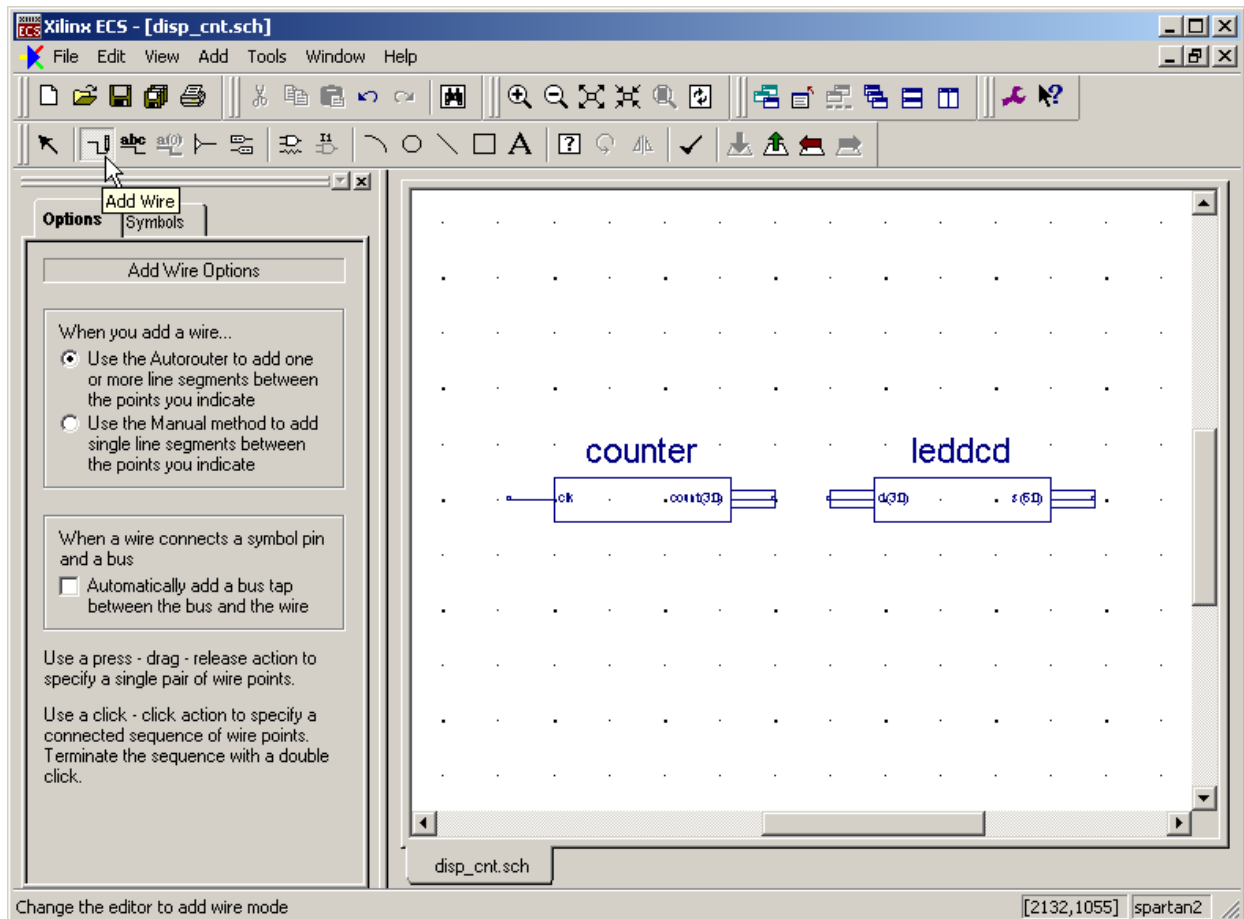 Xilinx ECS - [disp_cnt.sch]
File Edit View Add Tools Window Help
Add Wire
Options Symbols
Add Wire Options
When you add a wire...
Use the Autorouter to add one
or more line segments between
the points you indicate
Use the Manual method to add
single line segments between
the points you indicate
When a wire connects a symbol pin
and a bus
Automatically add a bus tap
between the bus and the wire
Use a press - drag - release action to
specify a single pair of wire points.
Use a click - click action to specify a
connected sequence of wire points.
Terminate the sequence with a double
click.
counter leddcd
clk count(3:0) d(3:0) s(6:0)
disp_cnt.sch
Change the editor to add wire mode [2132,1055] spartan2